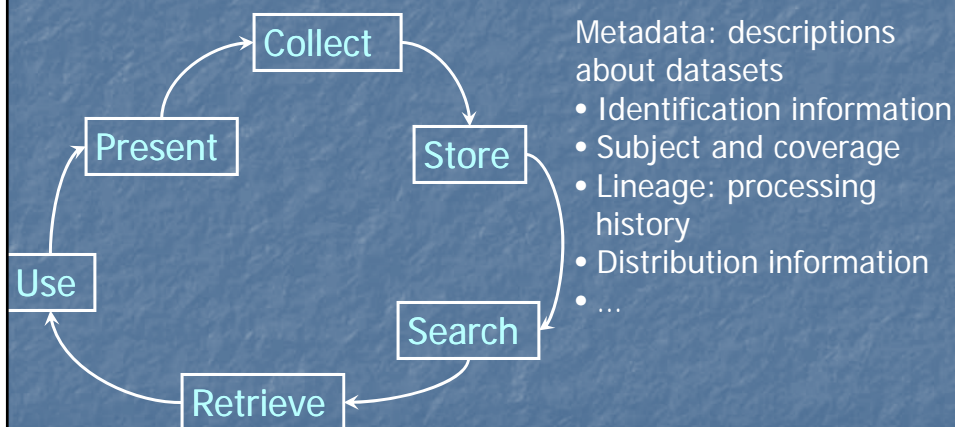 Collect
Present
Store
Use
Search
Retrieve
Metadata: descriptions
about datasets
• Identification information
• Subject and coverage
• Lineage: processing
history
• Distribution information
• ...